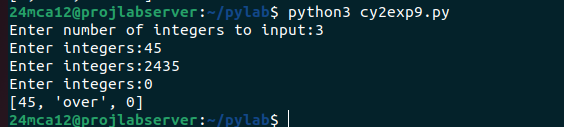 24mca12@projlabserver:~/pylab$ python3 cy2exp9.py
Enter number of integers to input:3
Enter integers:45
Enter integers:2435
Enter integers:0
[45, 'over', 0]
24mca12@projlabserver:~/pylab$